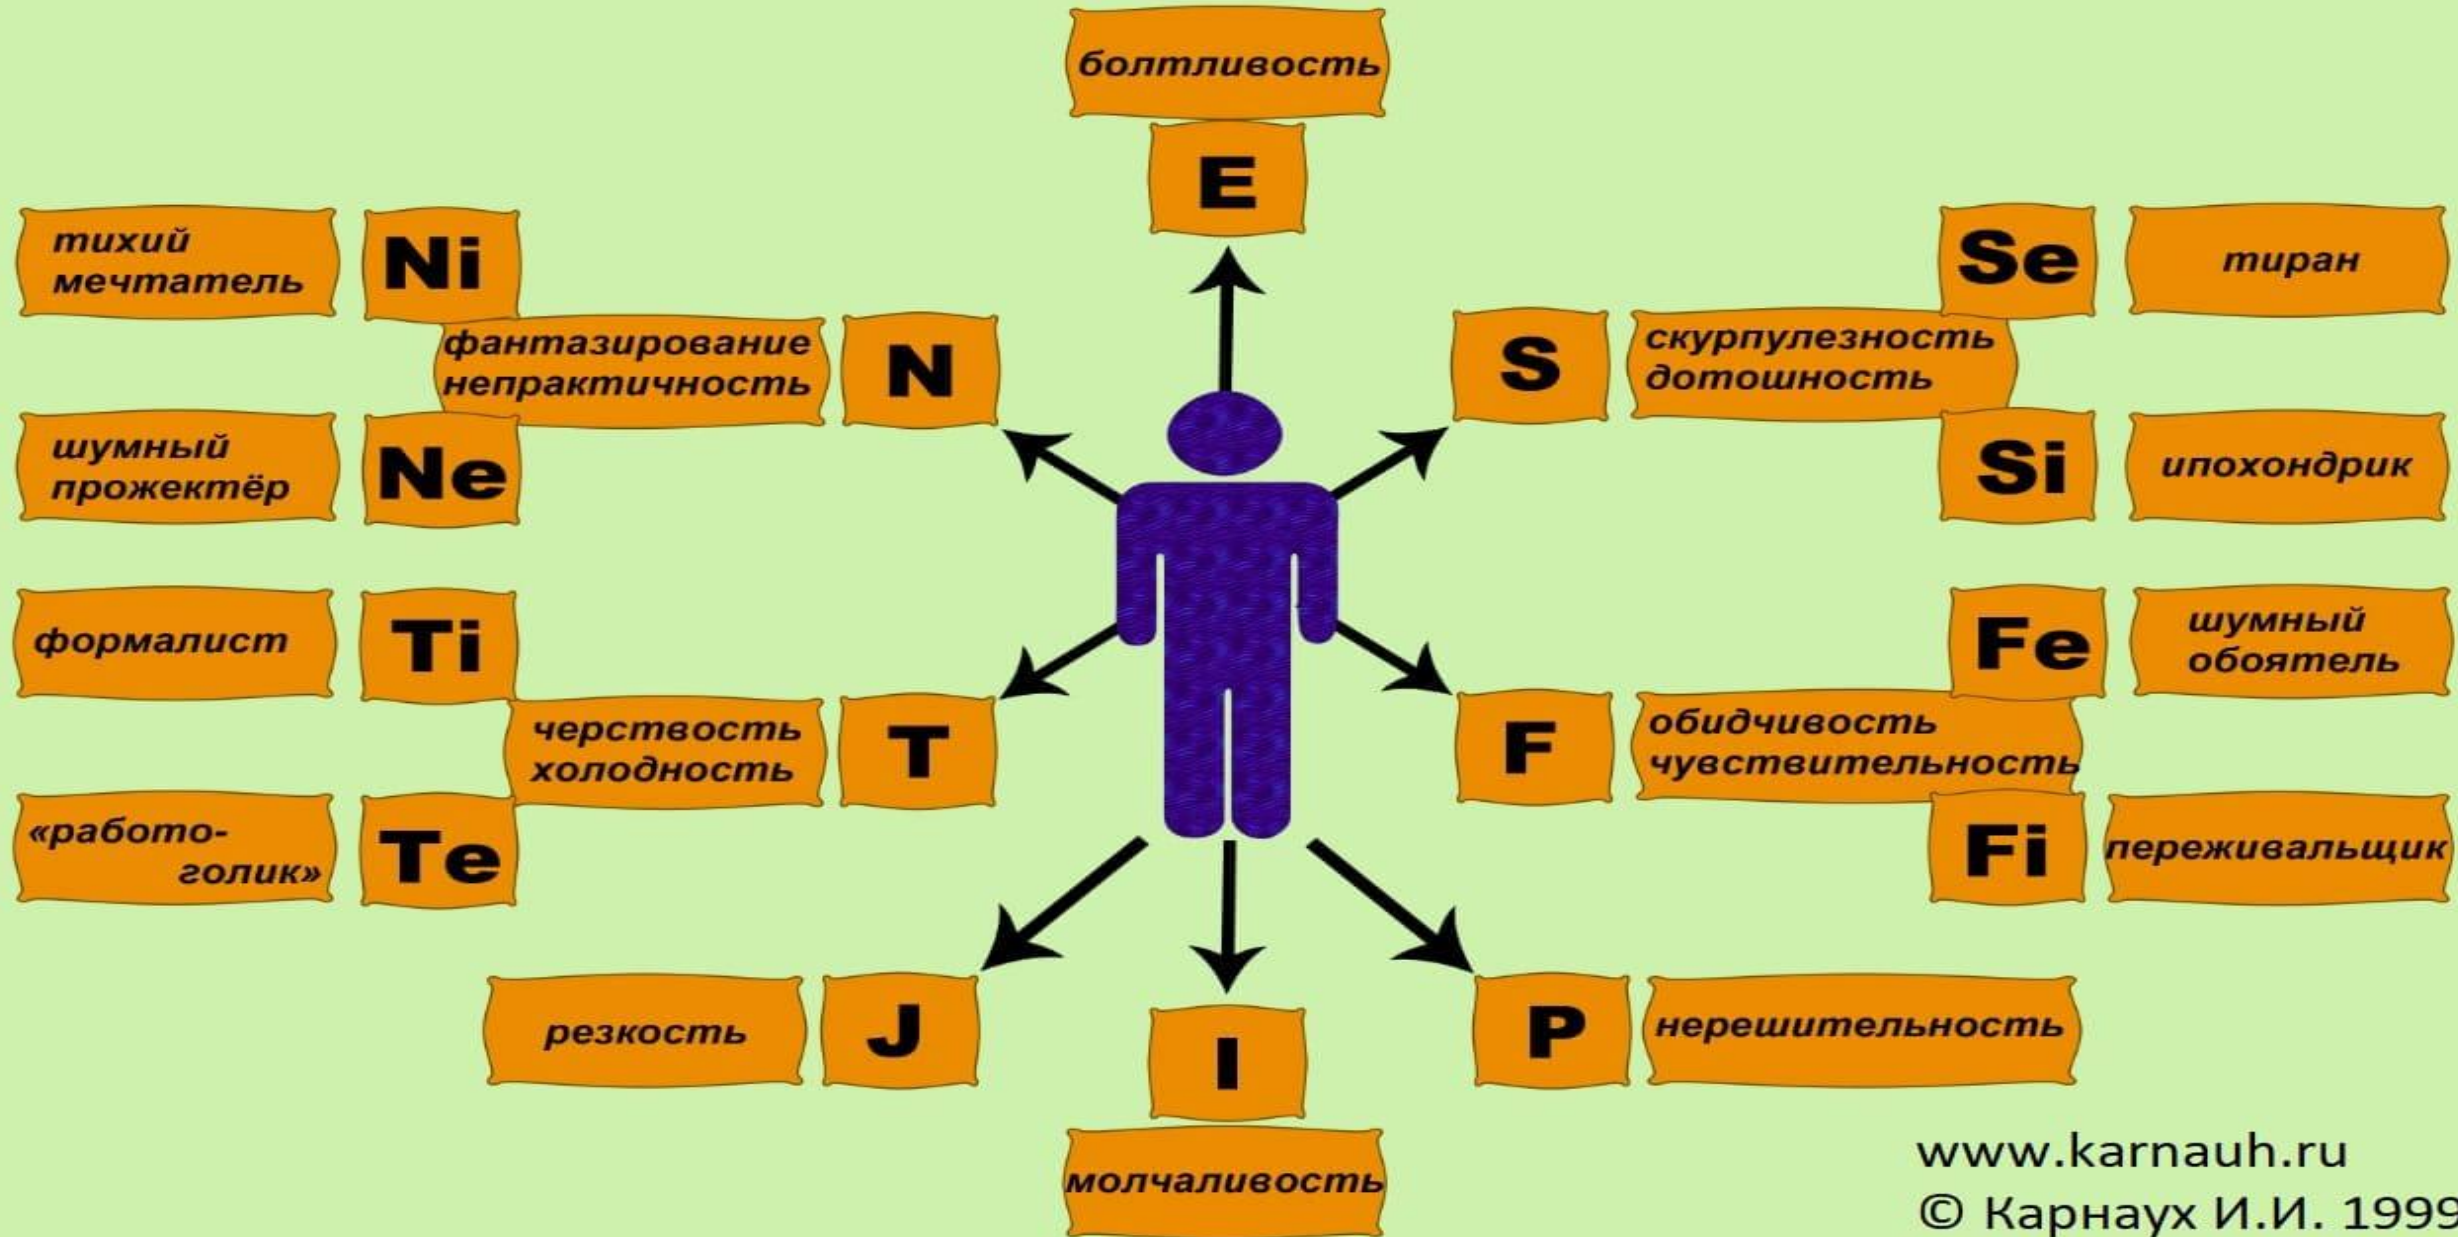 болтливость
E
тихий
мечтатель
Ni
фантазирование
непрактичность
N
шумный
прожектёр
Ne
Se
тиран
S
скурпулезность
дотошность
Si
ипохондрик
формалист
Ti
черствость
холодность
T
«работо-
голик»
Te
Fe
шумный
обоятель
F
обидчивость
чувствительность
Fi
переживальщик
резкость
J
I
молчаливость
P
нерешительность
www.karnauh.ru
© Карнаух И.И. 1999